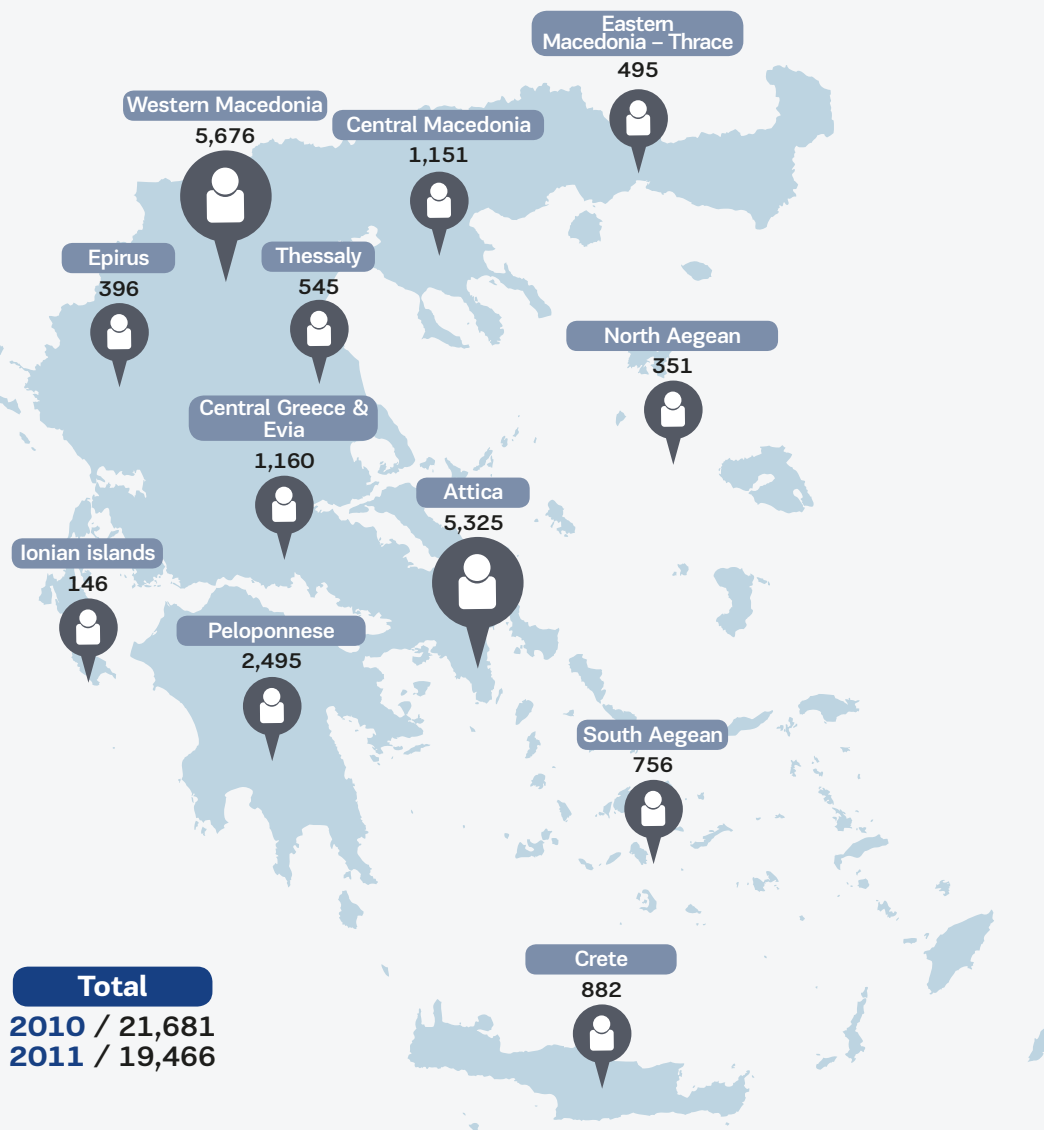 Eastern
Macedonia – Thrace
495
Western Macedonia
5,676
Central Macedonia
1,151
Epirus
396
Thessaly
545
North Aegean
351
Central Greece &
Evia
1,160
Attica
5,325
Ionian islands
146
Peloponnese
2,495
South Aegean
756
Crete
882
Total
2010 / 21,681
2011 / 19,466